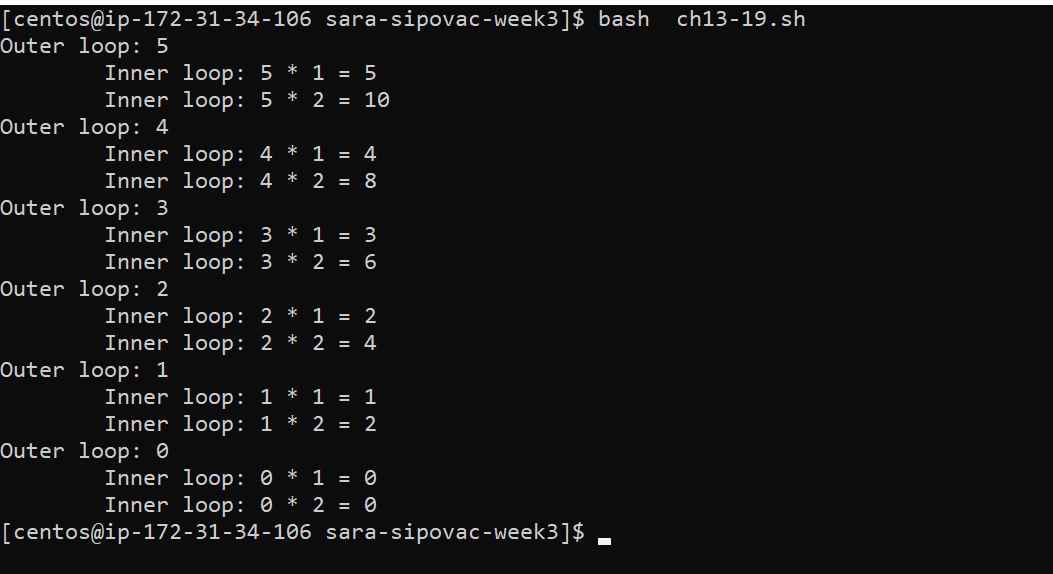 [centos@ip-172-31-34-106 sara-sipovac-week3]$ bash  ch13-19.sh
Outer loop: 5
        Inner loop: 5 * 1 = 5
        Inner loop: 5 * 2 = 10
Outer loop: 4
        Inner loop: 4 * 1 = 4
        Inner loop: 4 * 2 = 8
Outer loop: 3
        Inner loop: 3 * 1 = 3
        Inner loop: 3 * 2 = 6
Outer loop: 2
        Inner loop: 2 * 1 = 2
        Inner loop: 2 * 2 = 4
Outer loop: 1
        Inner loop: 1 * 1 = 1
        Inner loop: 1 * 2 = 2
Outer loop: 0
        Inner loop: 0 * 1 = 0
        Inner loop: 0 * 2 = 0
[centos@ip-172-31-34-106 sara-sipovac-week3]$